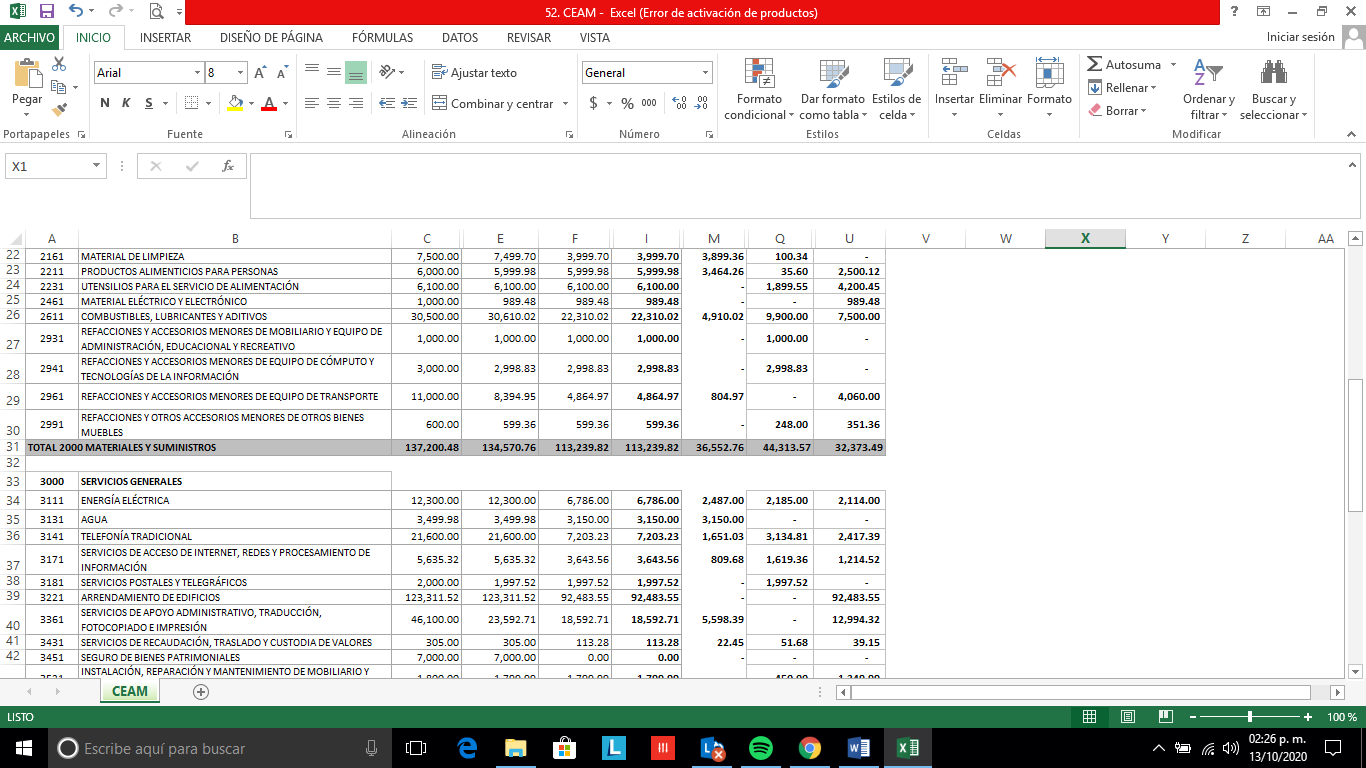 52. CEAM - Excel (Error de activación de productos)
ARCHIVO INICIO INSERTAR DISEÑO DE PÁGINA FÓRMULAS DATOS REVISAR VISTA Iniciar sesión
Pegar
Portapapeles
Arial 8
N K S
Fuente
Ajustar texto
Combinar y centrar
Alineación
General
$ % 000
Número
Formato condicional
Dar formato como tabla
Estilos de celda
Estilos
Insertar Eliminar Formato
Celdas
Autosuma
Rellenar
Borrar
Ordenar y filtrar
Buscar y seleccionar
Modificar
X1 fx
A B C E F I M Q U V W X Y Z AA
22 2161 MATERIAL DE LIMPIEZA 7,500.00 7,499.70 3,999.70 3,999.70 3,899.36 100.34 -
23 2211 PRODUCTOS ALIMENTICIOS PARA PERSONAS 6,000.00 5,999.98 5,999.98 5,999.98 3,464.26 35.60 2,500.12
24 2231 UTENSILIOS PARA EL SERVICIO DE ALIMENTACIÓN 6,100.00 6,100.00 6,100.00 6,100.00 - 1,899.55 4,200.45
25 2461 MATERIAL ELÉCTRICO Y ELECTRÓNICO 1,000.00 989.48 989.48 989.48 - - 989.48
26 2611 COMBUSTIBLES, LUBRICANTES Y ADITIVOS 30,500.00 30,610.02 22,310.02 22,310.02 4,910.02 9,900.00 7,500.00
27 2931 REFACCIONES Y ACCESORIOS MENORES DE MOBILIARIO Y EQUIPO DE
ADMINISTRACIÓN, EDUCACIONAL Y RECREATIVO 1,000.00 1,000.00 1,000.00 1,000.00 - 1,000.00 -
28 2941 REFACCIONES Y ACCESORIOS MENORES DE EQUIPO DE CÓMPUTO Y
TECNOLOGÍAS DE LA INFORMACIÓN 3,000.00 2,998.83 2,998.83 2,998.83 - 2,998.83 -
29 2961 REFACCIONES Y ACCESORIOS MENORES DE EQUIPO DE TRANSPORTE 11,000.00 8,394.95 4,864.97 4,864.97 804.97 - 4,060.00
30 2991 REFACCIONES Y OTROS ACCESORIOS MENORES DE OTROS BIENES
MUEBLES 600.00 599.36 599.36 599.36 - 248.00 351.36
31 TOTAL 2000 MATERIALES Y SUMINISTROS 137,200.48 134,570.76 113,239.82 113,239.82 36,552.76 44,313.57 32,373.49
32
33 3000 SERVICIOS GENERALES
34 3111 ENERGÍA ELÉCTRICA 12,300.00 12,300.00 6,786.00 6,786.00 2,487.00 2,185.00 2,114.00
35 3131 AGUA 3,499.98 3,499.98 3,150.00 3,150.00 3,150.00 - -
36 3141 TELEFONÍA TRADICIONAL 21,600.00 21,600.00 7,203.23 7,203.23 1,651.03 3,134.81 2,417.39
37 3171 SERVICIOS DE ACCESO DE INTERNET, REDES Y PROCESAMIENTO DE
INFORMACIÓN 5,635.32 5,635.32 3,643.56 3,643.56 809.68 1,619.36 1,214.52
38 3181 SERVICIOS POSTALES Y TELEGRÁFICOS 2,000.00 1,997.52 1,997.52 1,997.52 - 1,997.52 -
39 3221 ARRENDAMIENTO DE EDIFICIOS 123,311.52 123,311.52 92,483.55 92,483.55 - - 92,483.55
40 3361 SERVICIOS DE APOYO ADMINISTRATIVO, TRADUCCIÓN,
FOTOCOPIADO E IMPRESIÓN 46,100.00 23,592.71 18,592.71 18,592.71 5,598.39 - 12,994.32
41 3431 SERVICIOS DE RECAUDACIÓN, TRASLADO Y CUSTODIA DE VALORES 305.00 305.00 113.28 113.28 22.45 51.68 39.15
42 3451 SEGURO DE BIENES PATRIMONIALES 7,000.00 7,000.00 0.00 0.00 - - -
INSTALACIÓN, REPARACIÓN Y MANTENIMIENTO DE MOBILIARIO Y
CEAM
LISTO 100 %
Escribe aquí para buscar
02:26 p. m.
13/10/2020